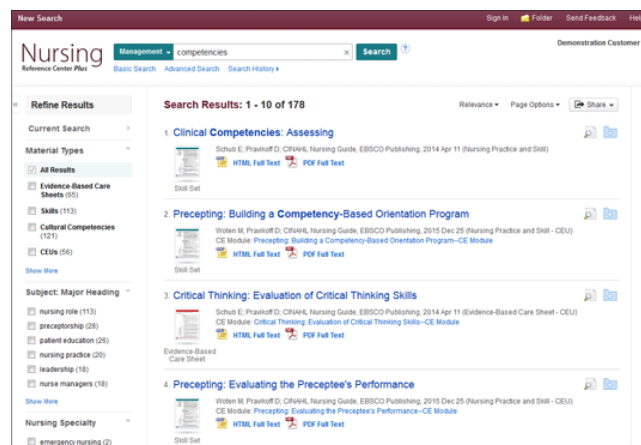 New Search
Sign In Folder Send Feedback Hel
Demonstration Customer
Nursing
Reference Center Plus
Management competencies × Search ?
Basic Search Advanced Search Search History
Refine Results
Current Search
Material Types
All Results
Evidence-Based Care
Sheets (65)
Skills (113)
Cultural Competencies
(121)
CEUs (56)
Show More
Subject: Major Heading
nursing role (113)
preceptorship (28)
patient education (26)
nursing practice (20)
leadership (18)
nurse managers (18)
Show More
Nursing Specialty
emergency nursing (2)
Search Results: 1 - 10 of 178
Relevance Page Options Share
1. Clinical Competencies: Assessing
Schub E; Pravikoff D; CINAHL Nursing Guide, EBSCO Publishing, 2014 Apr 11 (Nursing Practice and Skill)
HTML Full Text PDF Full Text
Skill Set
2. Precepting: Building a Competency-Based Orientation Program
Woten M; Pravikoff D; CINAHL Nursing Guide, EBSCO Publishing, 2015 Dec 25 (Nursing Practice and Skill - CEU)
CE Module: Precepting: Building a Competency-Based Orientation Program--CE Module
HTML Full Text PDF Full Text
Skill Set
3. Critical Thinking: Evaluation of Critical Thinking Skills
Schub E; Pravikoff D; CINAHL Nursing Guide, EBSCO Publishing, 2014 Apr 11 (Evidence-Based Care Sheet - CEU)
CE Module: Critical Thinking: Evaluation of Critical Thinking Skills--CE Module
HTML Full Text PDF Full Text
Evidence-Based
Care Sheet
4. Precepting: Evaluating the Preceptee's Performance
Woten M; Pravikoff D; CINAHL Nursing Guide, EBSCO Publishing, 2015 Dec 25 (Nursing Practice and Skill - CEU)
CE Module: Precepting: Evaluating the Preceptee's Performance--CE Module
HTML Full Text PDF Full Text
Skill Set